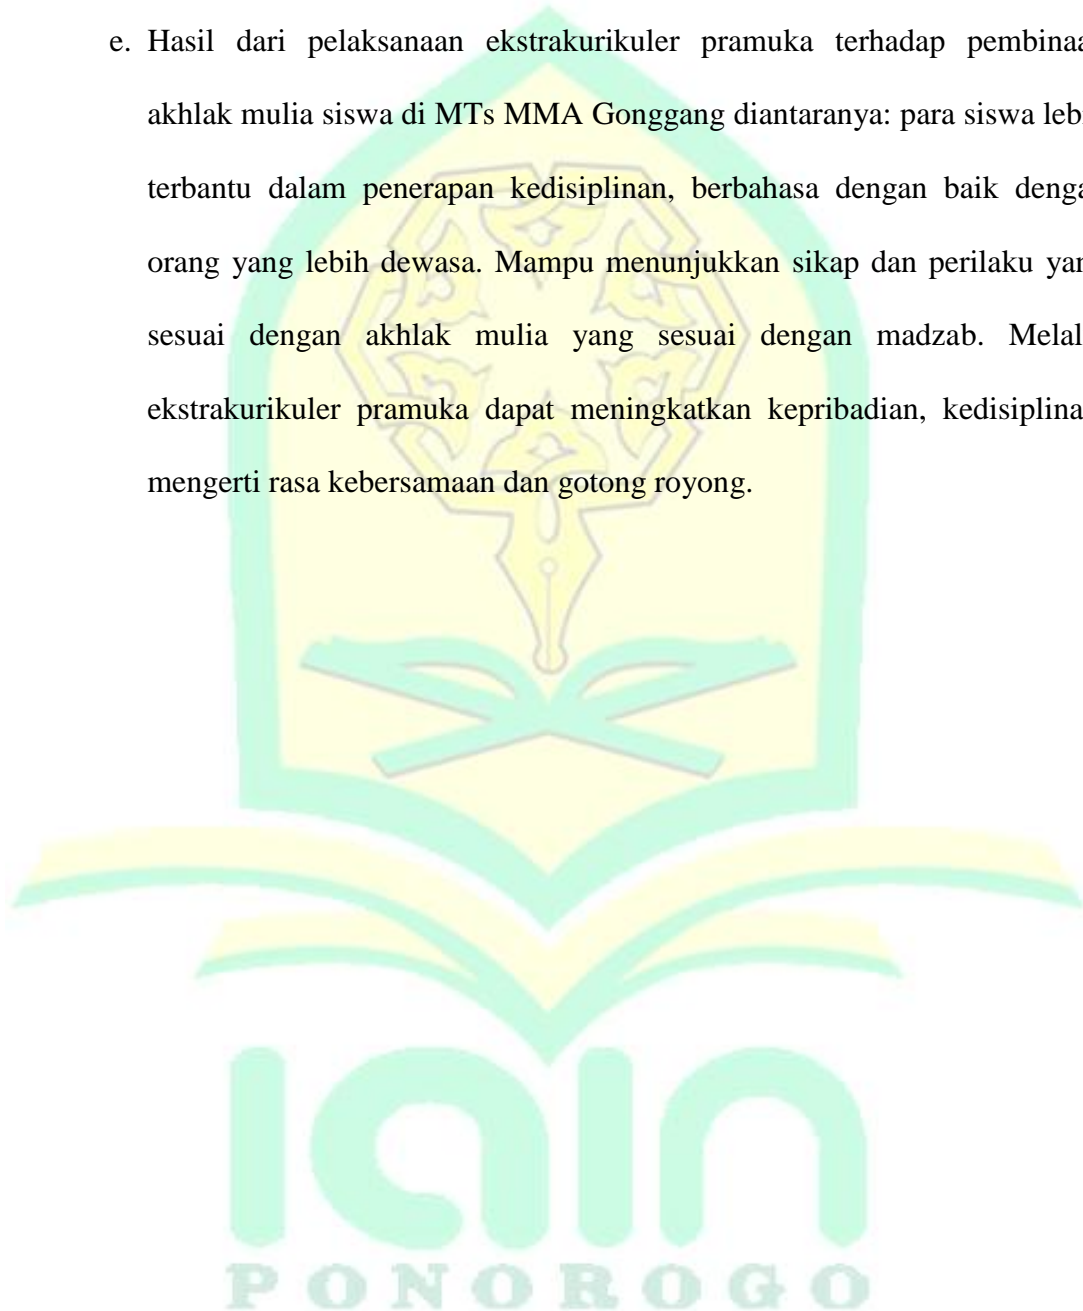 e. Hasil dari pelaksanaan ekstrakurikuler pramuka terhadap pembinaa
akhlak mulia siswa di MTs MMA Gonggang diantaranya: para siswa leb
terbantu dalam penerapan kedisiplinan, berbahasa dengan baik denga
orang yang lebih dewasa. Mampu menunjukkan sikap dan perilaku yan
sesuai dengan akhlak mulia yang sesuai dengan madzab. Melal
ekstrakurikuler pramuka dapat meningkatkan kepribadian, kedisiplina
mengerti rasa kebersamaan dan gotong royong.
iain
PONOROGO